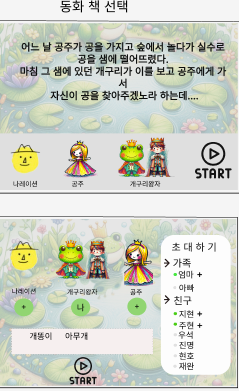 동화 책 선택
어느 날 공주가 공을 가지고 숲에서 놀다가 실수로
공을 샘에 떨어뜨렸다.
마침 그 샘에 있던 개구리가 이를 보고 공주에게 가
서
자신이 공을 찾아주겠노라 하는데....
나레이션
공주
개구리왕자
START
나레이션
개구리왕자
공주
+
나
+
개똥이 아무개
START
초 대 하 기
→ 가족
엄마 +
아빠
→ 친구
지현 +
주현 +
우석
진명
현호
재완